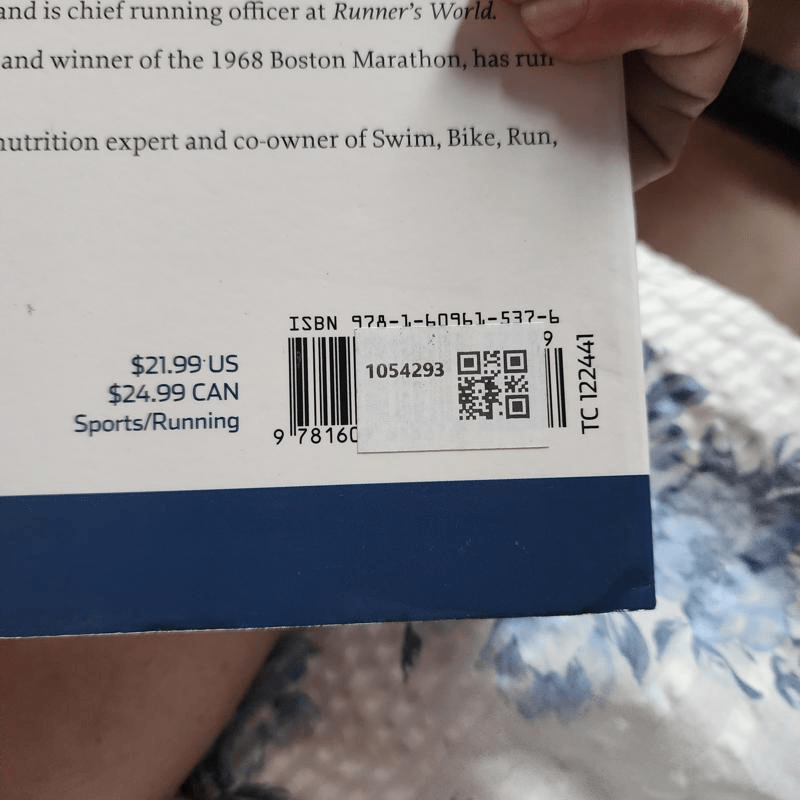 and is chief running officer at Runner's World.
and winner of the 1968 Boston Marathon, has run
nutrition expert and co-owner of Swim, Bike, Run,
ISBN 978-1-60961-537-6
$21.99 US
$24.99 CAN
Sports/Running
1054293
9
9 78160
TC 122441